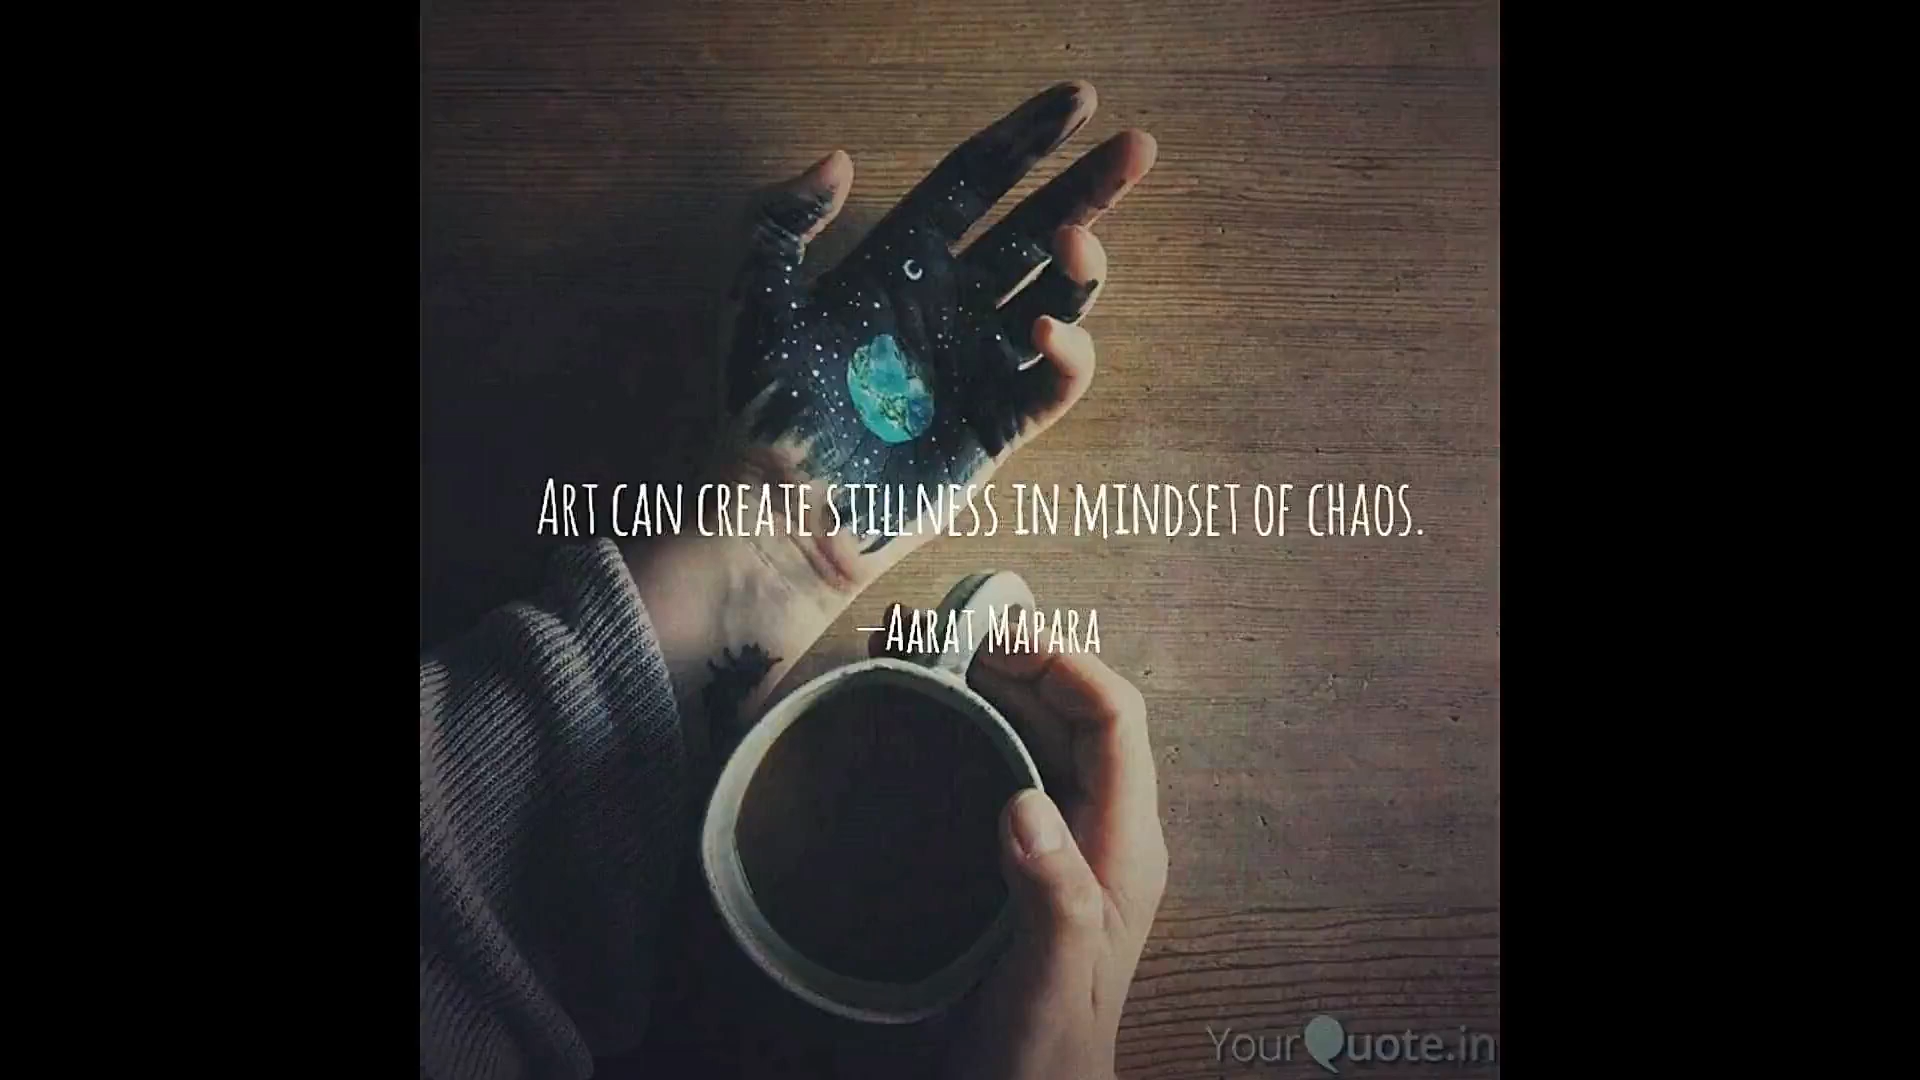 ART CAN CREATE STILLNESS IN MINDSET OF CHAOS.
—AARAT MAPARA
YourQuote.in